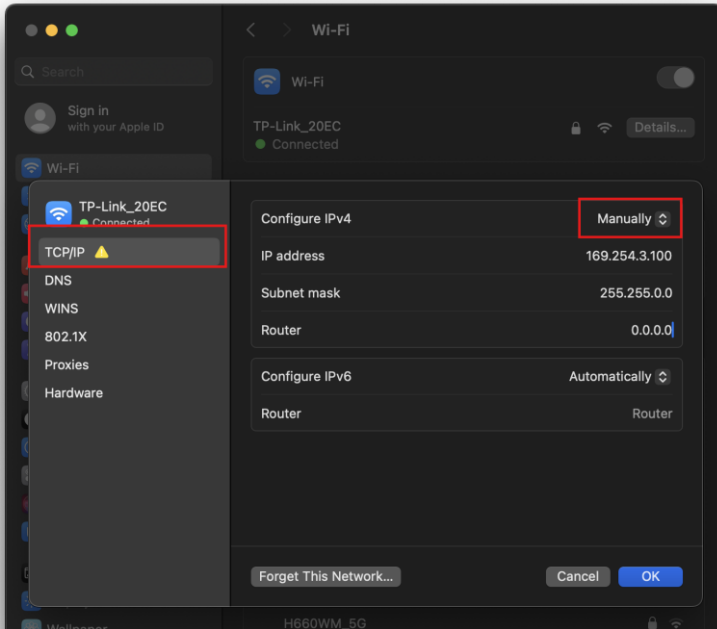 Wi-Fi
Search
Wi-Fi
Sign in
with your Apple ID
TP-Link_20EC
Connected
Details...
Wi-Fi
TP-Link_20EC
Connected
TCP/IP
DNS
WINS
802.1X
Proxies
Hardware
Configure IPv4 Manually
IP address 169.254.3.100
Subnet mask 255.255.0.0
Router 0.0.0.0
Configure IPv6 Automatically
Router Router
Forget This Network...
Cancel
OK
Wallpaper
H660WM_5G